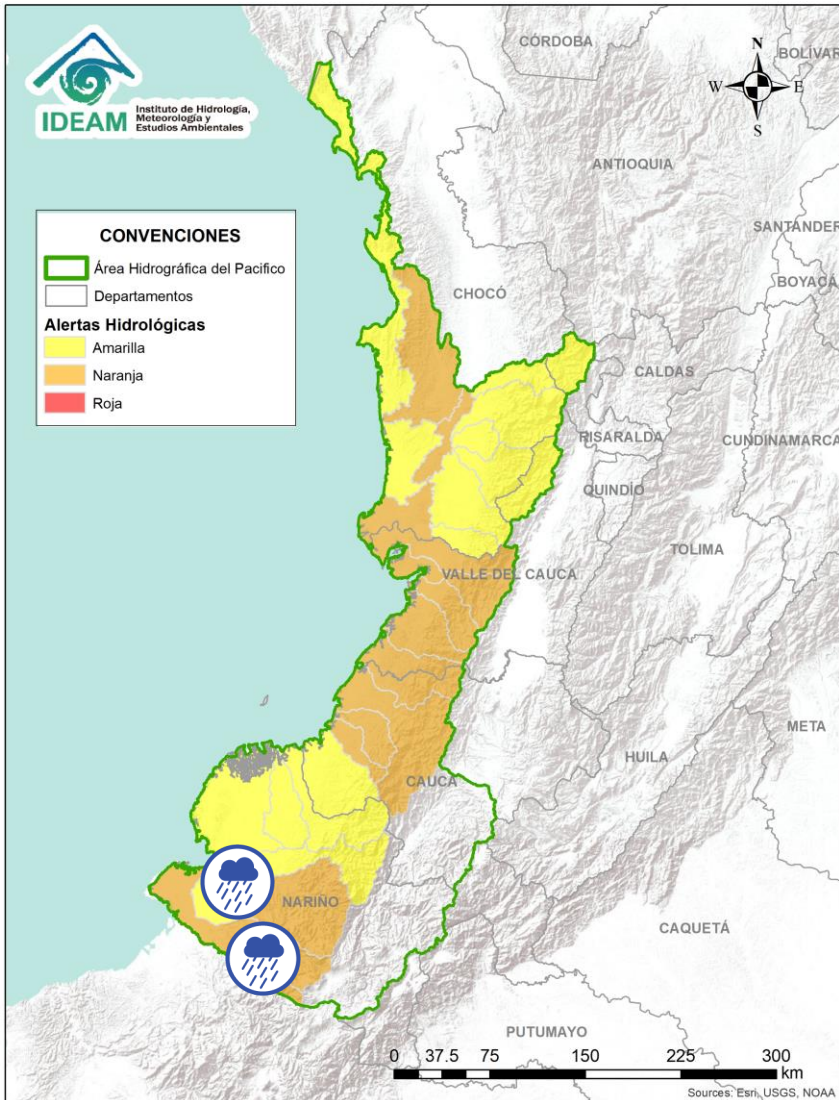 IDEAM
Instituto de Hidrología,
Meteorología y
Estudios Ambientales
CÓRDOBA
BOLÍVAR
N
W
E
S
ANTIOQUIA
SANTANDER
BOYACÁ
CONVENCIONES
Área Hidrográfica del Pacifico
Departamentos
Alertas Hidrológicas
Amarilla
Naranja
Roja
CHOCÓ
CALDAS
RISARALDA
CUNDINAMARCA
QUINDÍO
TOLIMA
VALLE DEL CAUCA
META
HUILA
CAUCA
NARIÑO
CAQUETÁ
PUTUMAYO
0 37.5 75 150 225 300
km
Sources: Esri, USGS, NOAA